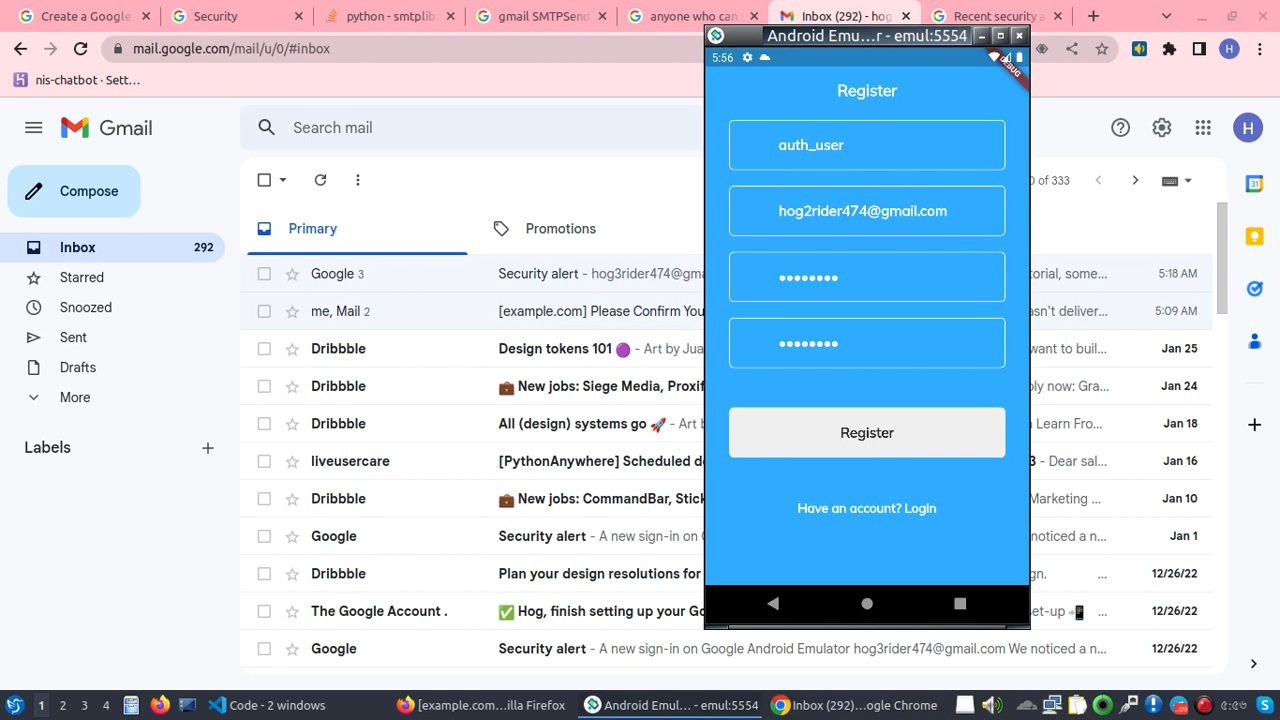 Create a Google
Security
python - smtplib
gmail SMTPSend
anyone who can
Inbox (292) - hog
Recent security a
mail.google.com/mail/u/0/#inbox
H
nis-chatbot - Sett...
Android Emu...r - emul:5554
5:56
DEBUG
Register
auth_user
hog2rider474@gmail.com
••••••••
••••••••
Register
Have an account? Login
Gmail
Search mail
H
Compose
0 of 333
Primary
Promotions
Inbox 292
Starred
Snoozed
Sent
Drafts
More
Labels
Google 3 Security alert - hog3rider474@gma torial, some... 5:18 AM
me, Mail 2 [example.com] Please Confirm You asn't deliver... 5:09 AM
Dribbble Design tokens 101 🟣 - Art by Jua want to buil... Jan 25
Dribbble 💼 New jobs: Siege Media, Proxif ply now: Gra... Jan 24
Dribbble All (design) systems go 🚀 - Art b Learn Fro... Jan 18
liveusercare [PythonAnywhere] Scheduled d 3 - Dear sal... Jan 16
Dribbble 💼 New jobs: CommandBar, Stick Marketing ... Jan 10
Google Security alert - A new sign-in on G noticed a n... Jan 1
Dribbble Plan your design resolutions for gn. ... 12/26/22
The Google Account . ✅ Hog, finish setting up your Go set-up 📲 ... 12/26/22
Google Security alert - A new sign-in on Google Android Emulator hog3rider474@gmail.com We noticed a n... 12/26/22
1 2 3 4
Code - 2 windows
[example.com...illa Firefox
Android Emul... - emul:5554
Inbox (292)...ogle Chrome